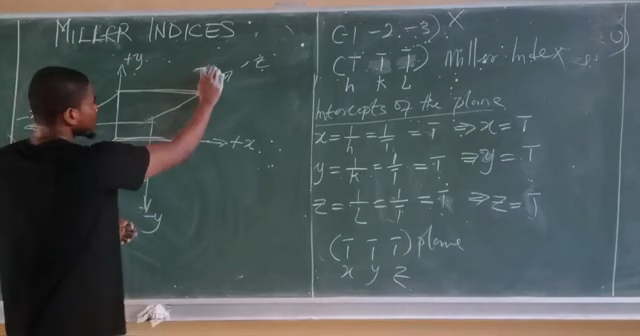 MILLER INDICES
+y
-z
+x
-y
(-1 -2 -3) X
(1̅ 1̅ 1̅) Miller Index
h k L
Intercepts of the plane
x = 1/h = 1/1̅ = 1̅ ⇒ x = 1̅
y = 1/k = 1/1̅ = 1̅ ⇒ y = 1̅
z = 1/L = 1/1̅ = 1̅ ⇒ z = 1̅
(1̅ 1̅ 1̅) plane
x y z